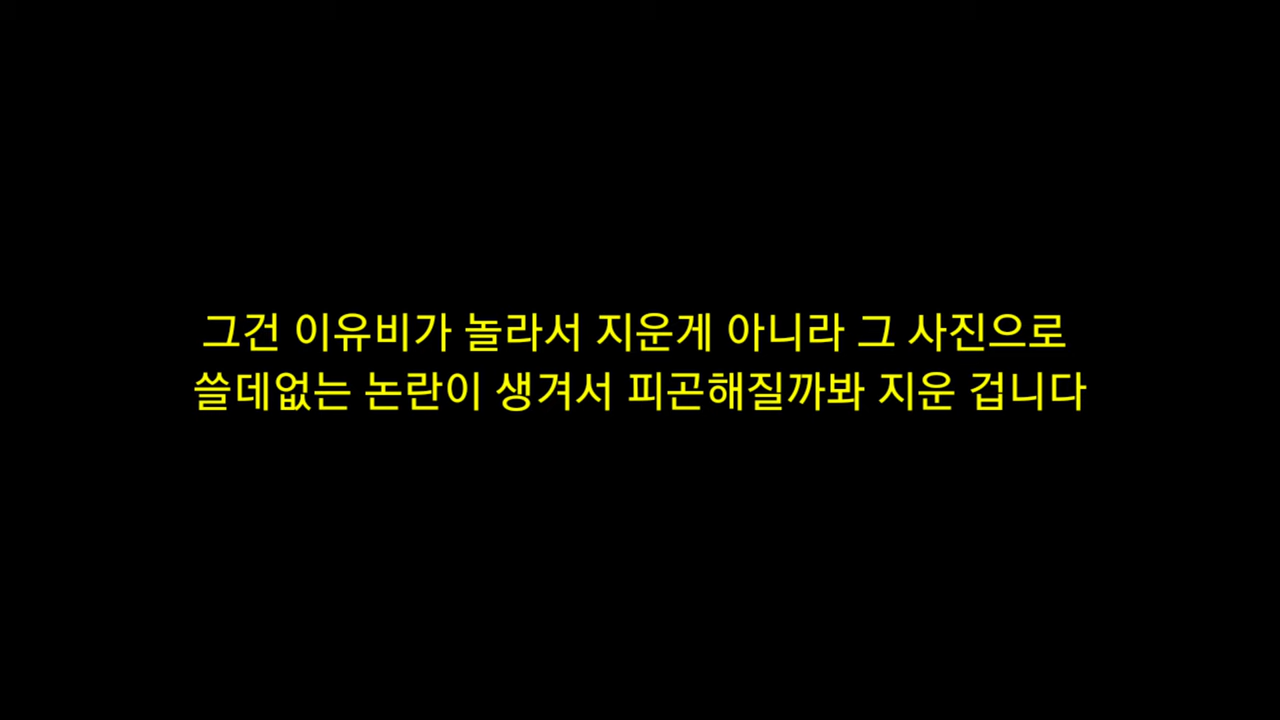 그건 이유비가 놀라서 지운게 아니라 그 사진으로
쓸데없는 논란이 생겨서 피곤해질까봐 지운 겁니다